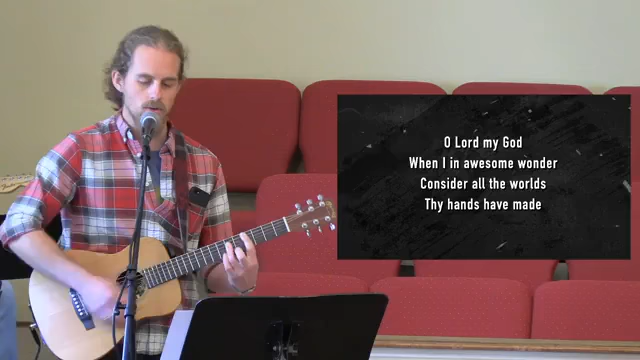 O Lord my God
When I in awesome wonder
Consider all the worlds
Thy hands have made